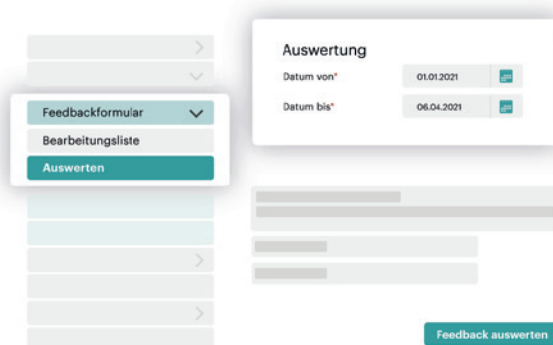 Feedbackformular
Bearbeitungsliste
Auswerten
Auswertung
Datum von* 01.01.2021
Datum bis* 06.04.2021
Feedback auswerten